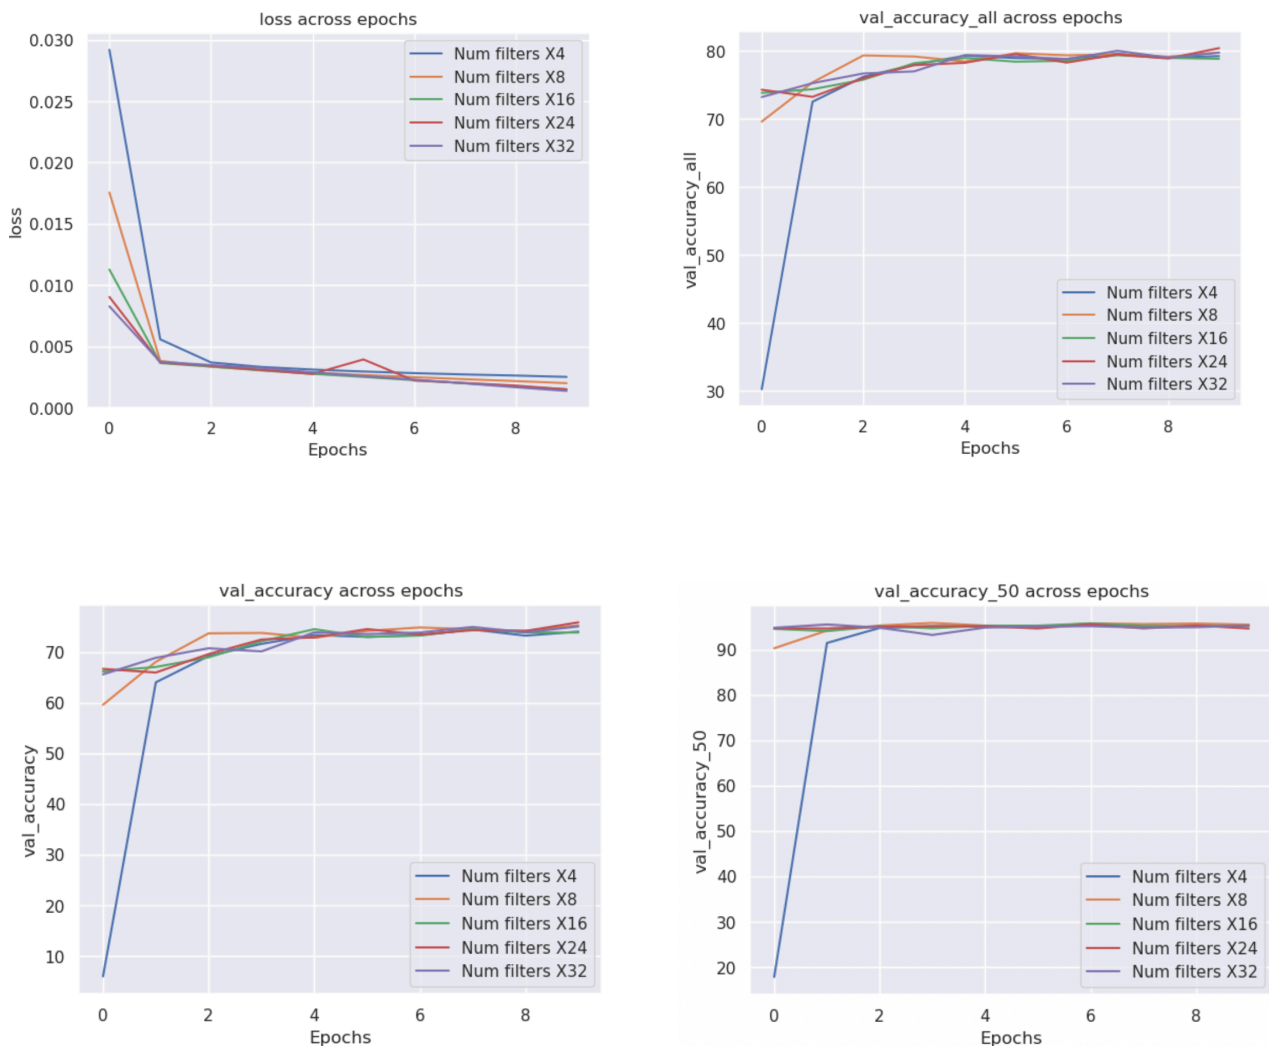 loss across epochs
0.030
0.025
0.020
0.015
0.010
0.005
0.000
loss
0 2 4 6 8
Epochs
Num filters X4
Num filters X8
Num filters X16
Num filters X24
Num filters X32
val_accuracy_all across epochs
80
70
60
50
40
30
val_accuracy_all
0 2 4 6 8
Epochs
Num filters X4
Num filters X8
Num filters X16
Num filters X24
Num filters X32
val_accuracy across epochs
70
60
50
40
30
20
10
val_accuracy
0 2 4 6 8
Epochs
Num filters X4
Num filters X8
Num filters X16
Num filters X24
Num filters X32
val_accuracy_50 across epochs
90
80
70
60
50
40
30
20
val_accuracy_50
0 2 4 6 8
Epochs
Num filters X4
Num filters X8
Num filters X16
Num filters X24
Num filters X32